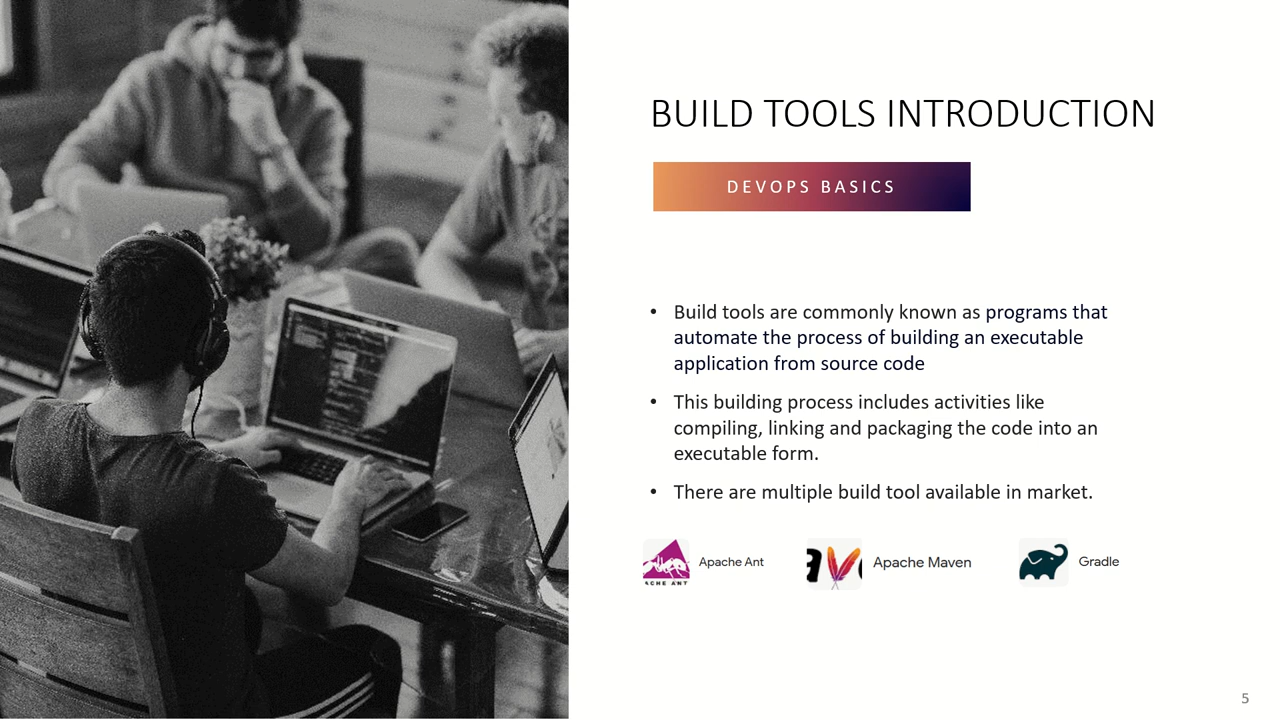 BUILD TOOLS INTRODUCTION
DEVOPS BASICS
• Build tools are commonly known as programs that
automate the process of building an executable
application from source code
• This building process includes activities like
compiling, linking and packaging the code into an
executable form.
• There are multiple build tool available in market.
ACHE ANT Apache Ant
Apache Maven
Gradle
5